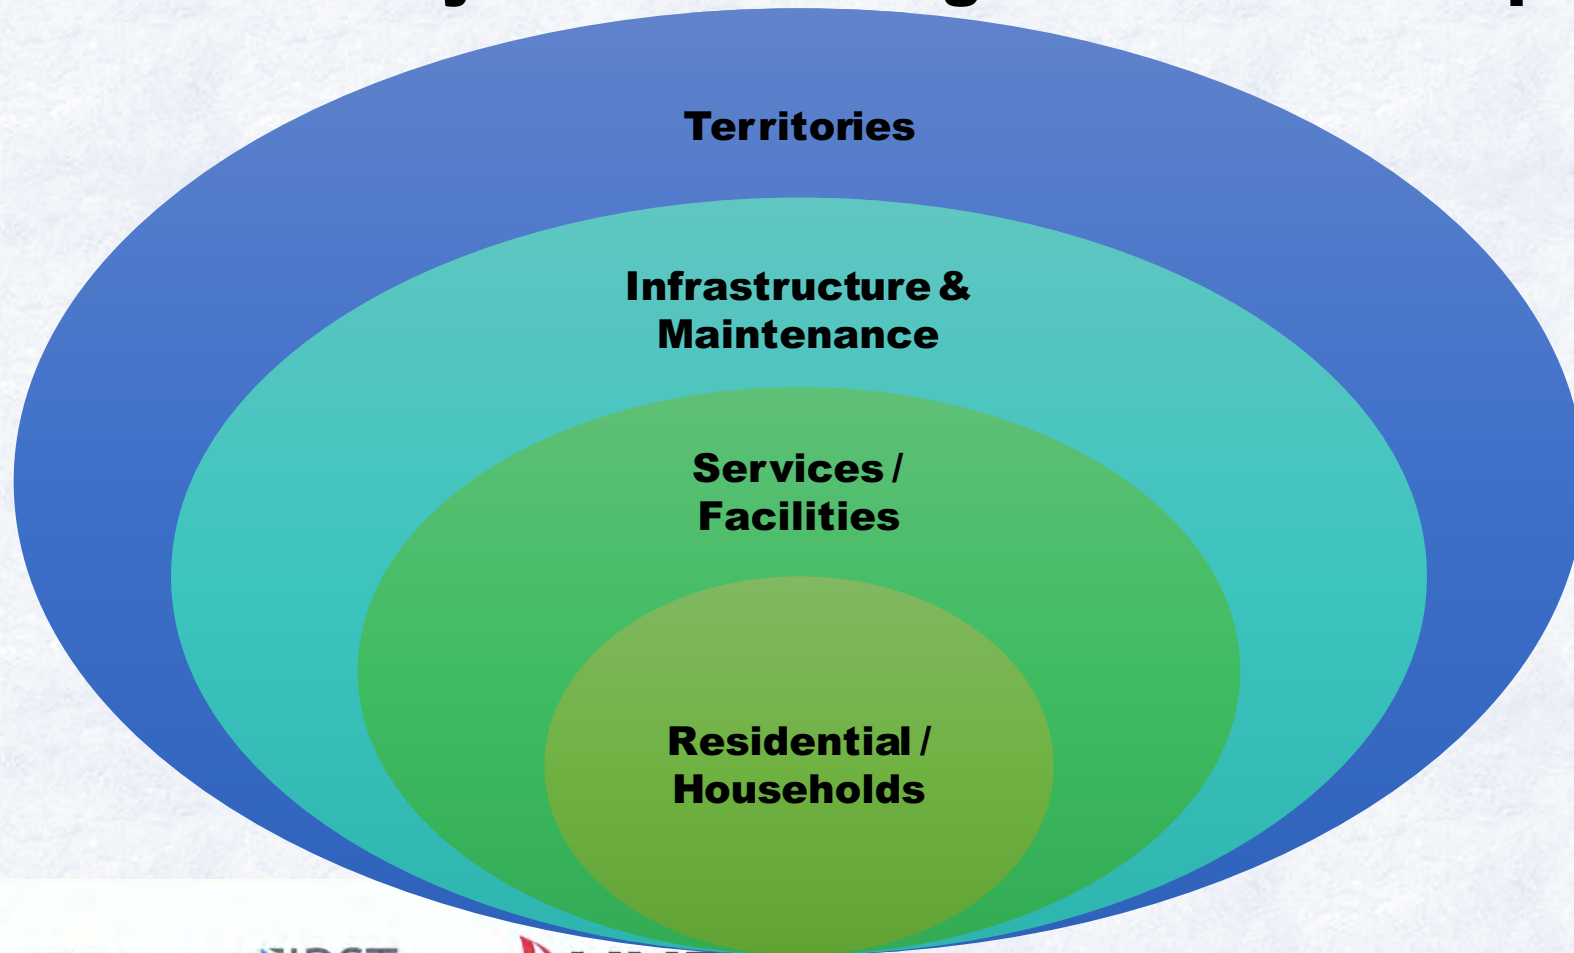 Territories
Infrastructure &
Maintenance
Services /
Facilities
Residential /
Households